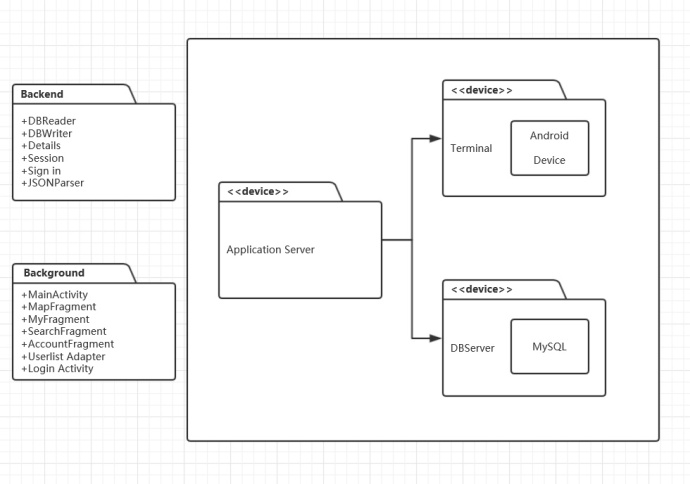 Backend
+DBReader
+DBWriter
+Details
+Session
+Sign in
+JSONParser
Background
+MainActivity
+MapFragment
+MyFragment
+SearchFragment
+AccountFragment
+Userlist Adapter
+Login Activity
<<device>>
Application Server
<<device>>
Terminal
Android
Device
<<device>>
DBServer
MySQL